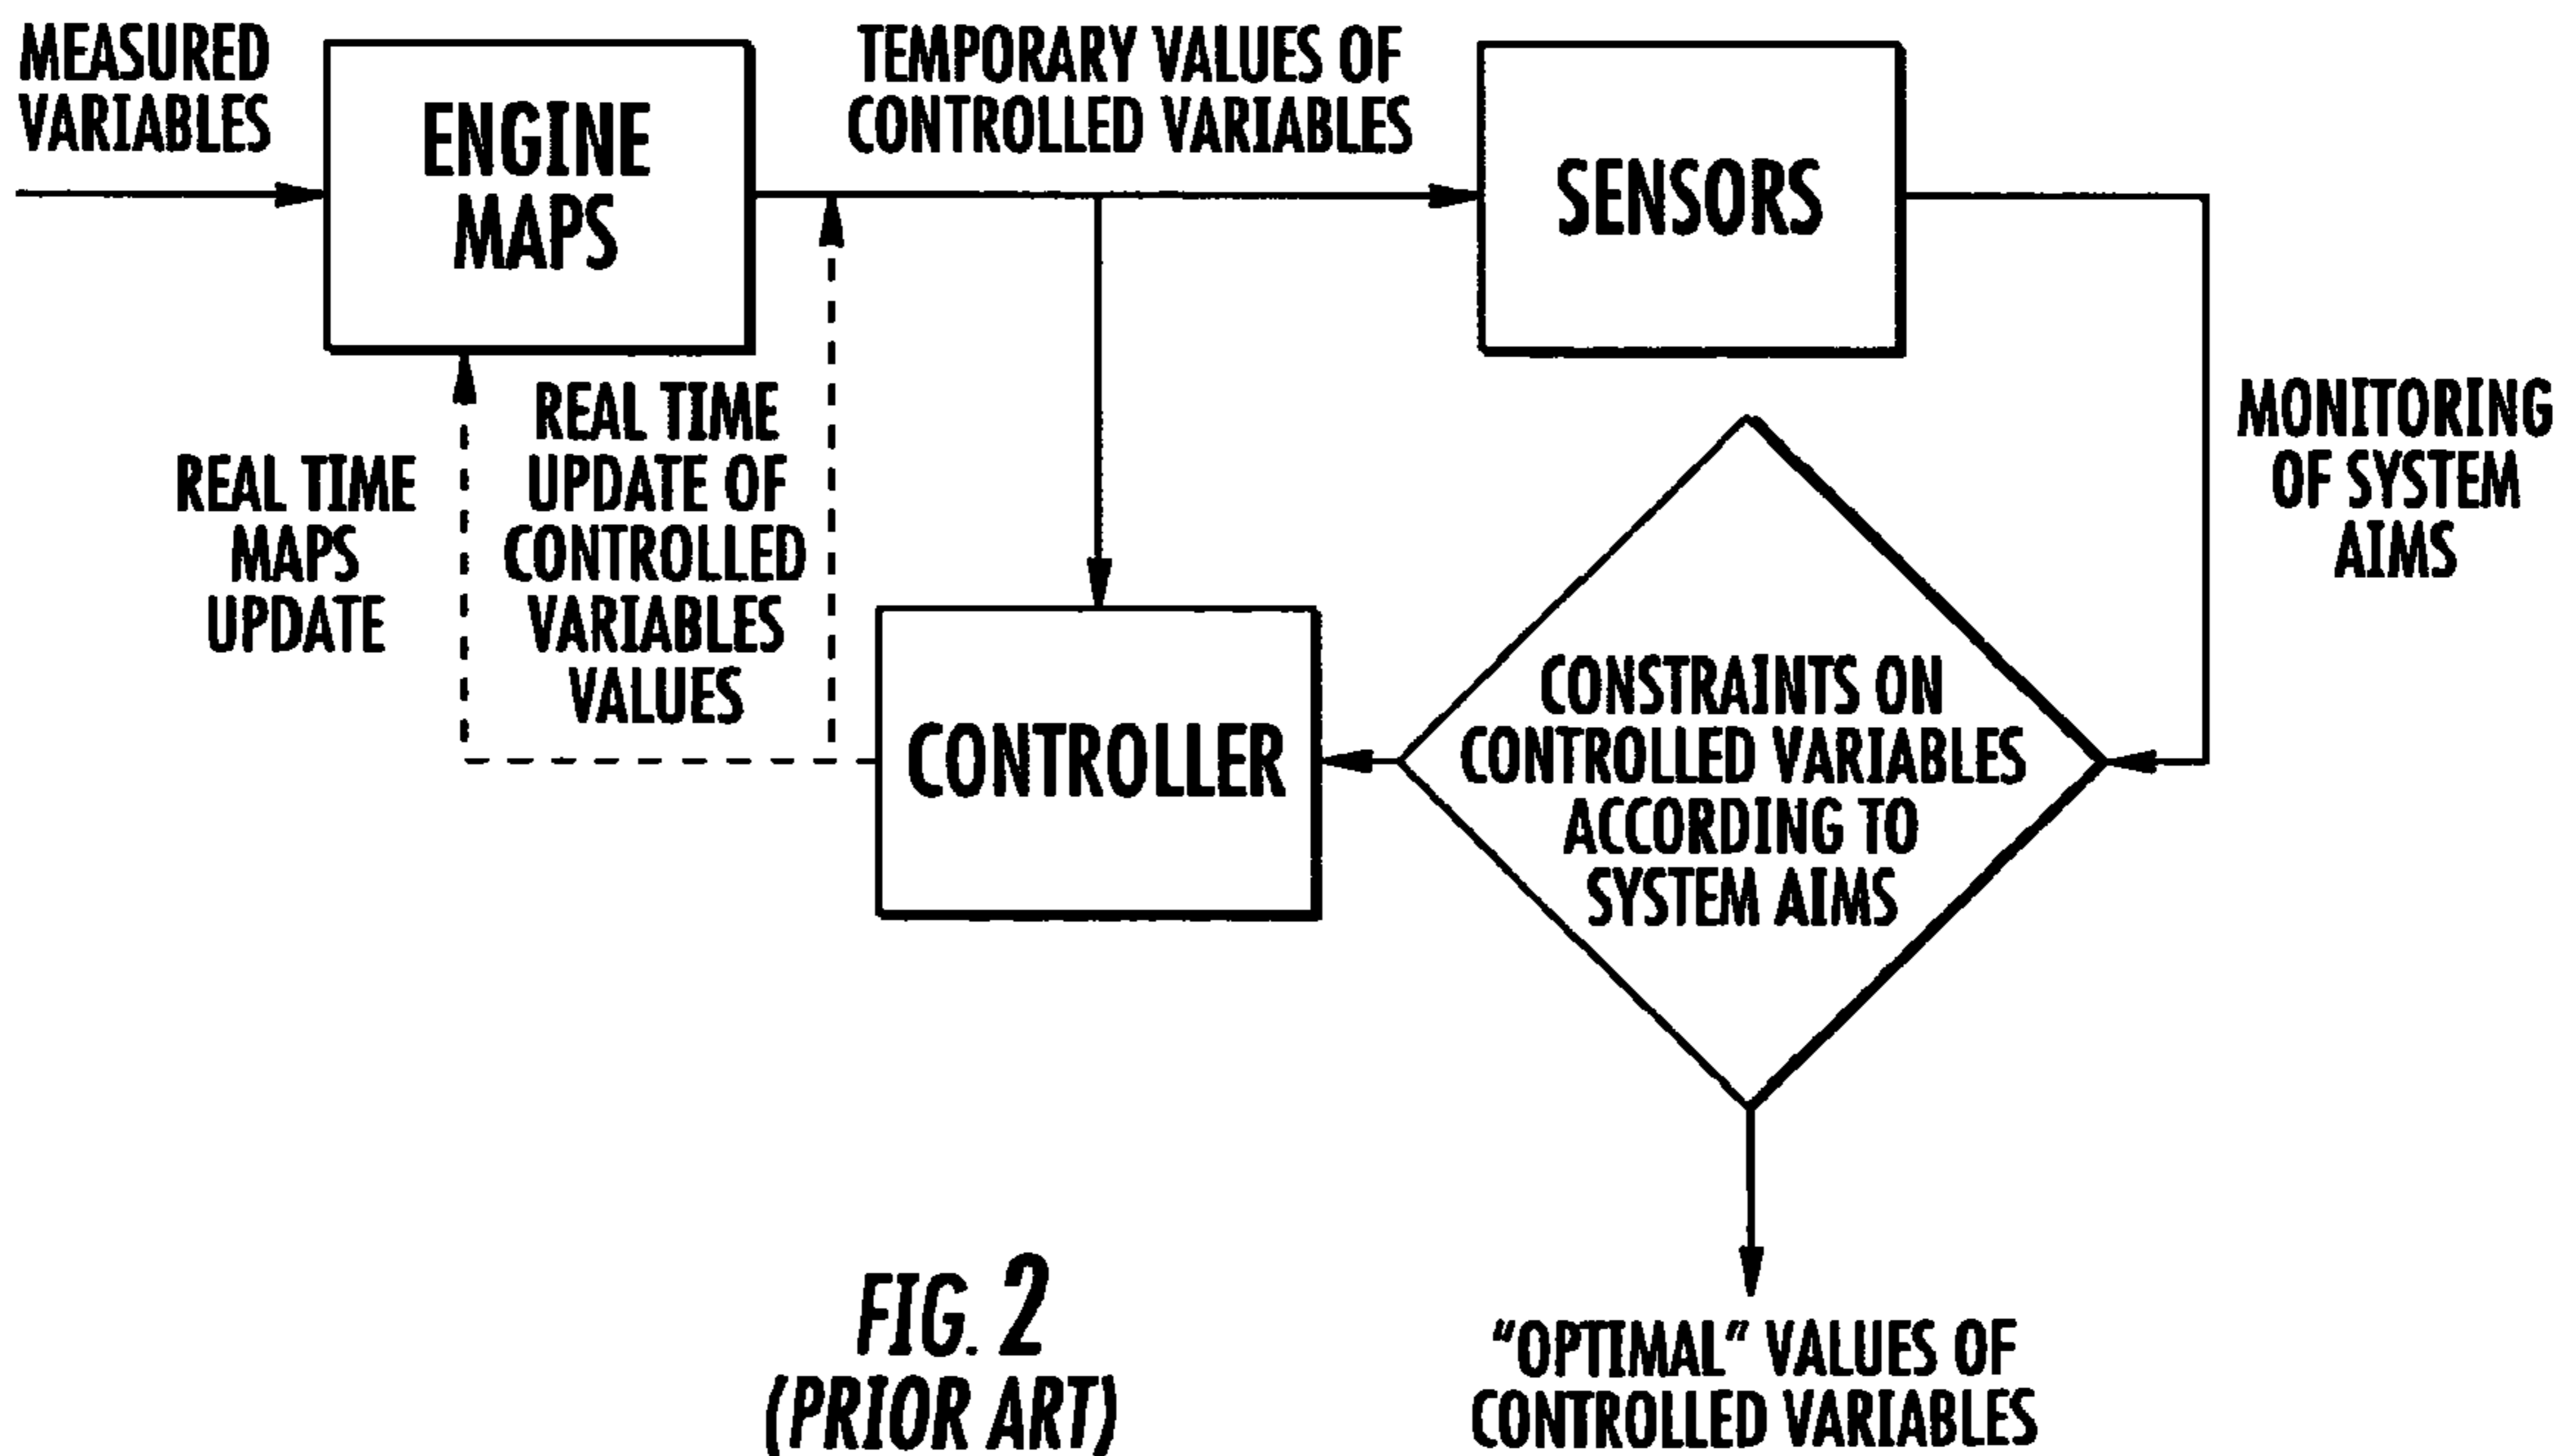 MEASURED
VARIABLES
ENGINE
MAPS
TEMPORARY VALUES OF
CONTROLLED VARIABLES
SENSORS
MONITORING
OF SYSTEM
AIMS
REAL TIME
MAPS
UPDATE
REAL TIME
UPDATE OF
CONTROLLED
VARIABLES
VALUES
CONTROLLER
CONSTRAINTS ON
CONTROLLED VARIABLES
ACCORDING TO
SYSTEM AIMS
"OPTIMAL" VALUES OF
CONTROLLED VARIABLES
FIG. 2
(PRIOR ART)